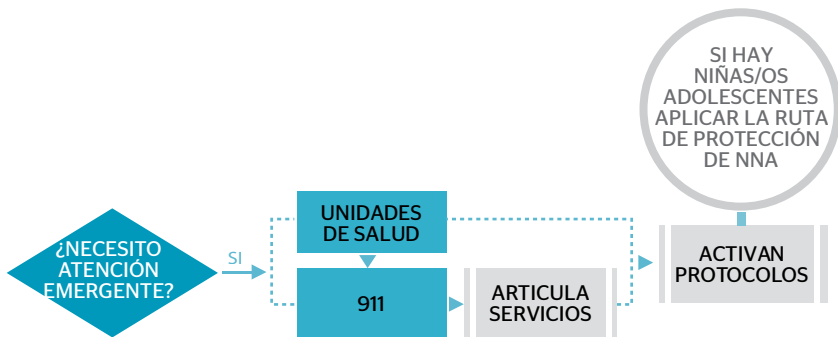 ¿NECESITO
ATENCIÓN
EMERGENTE?
SI
UNIDADES
DE SALUD
911
ARTICULA
SERVICIOS
ACTIVAN
PROTOCOLOS
SI HAY
NIÑAS/OS
ADOLESCENTES
APLICAR LA RUTA
DE PROTECCIÓN
DE NNA